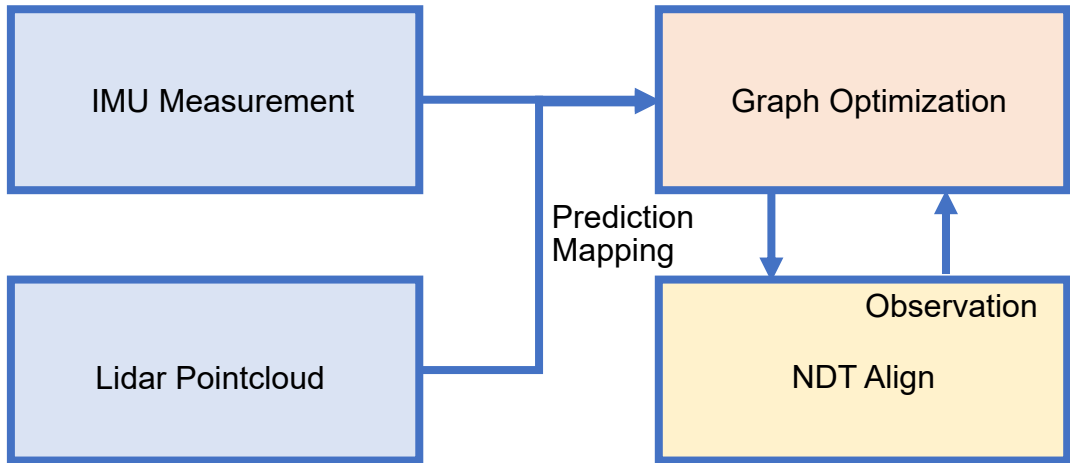 IMU Measurement
Graph Optimization
Prediction
Mapping
Observation
Lidar Pointcloud
NDT Align